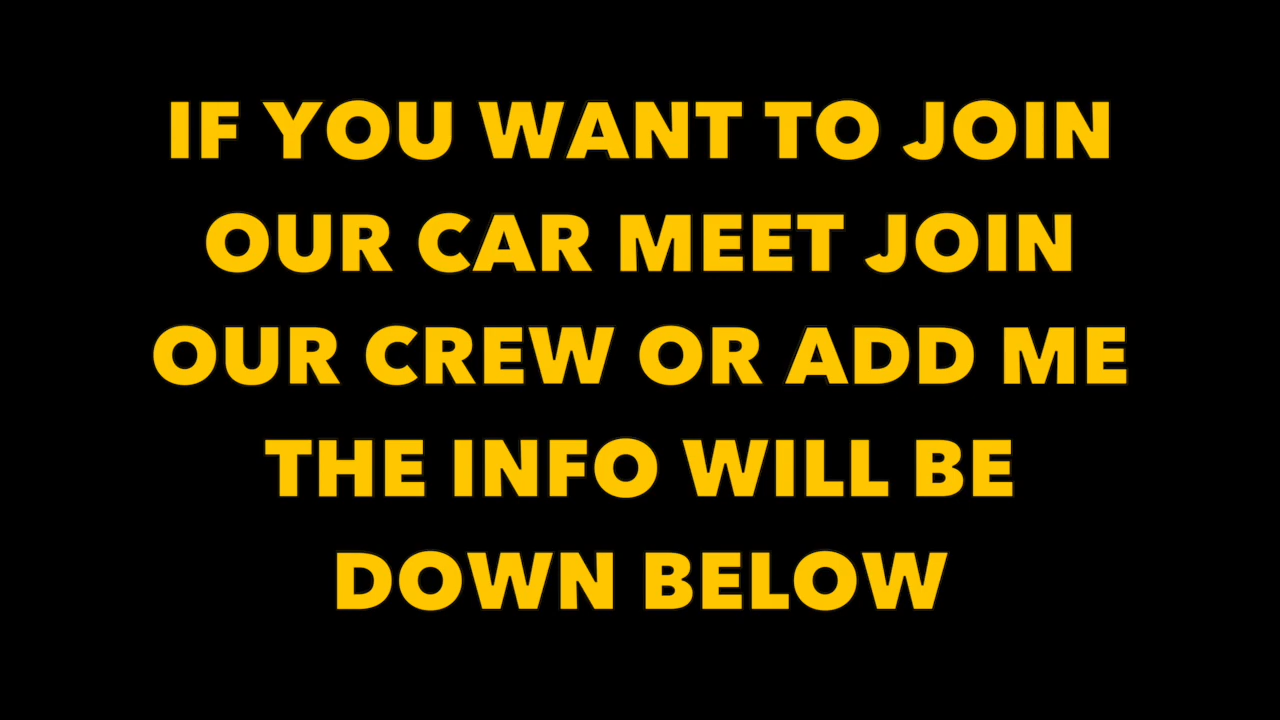 IF YOU WANT TO JOIN
OUR CAR MEET JOIN
OUR CREW OR ADD ME
THE INFO WILL BE
DOWN BELOW